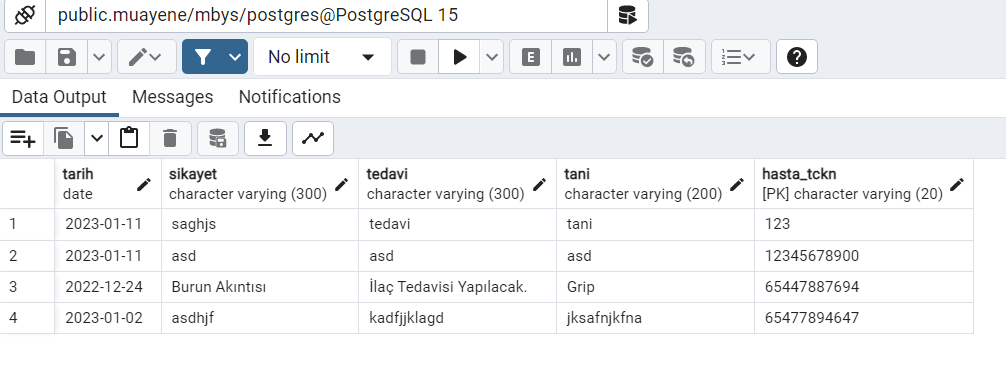 public.muayene/mbys/postgres@PostgreSQL 15
No limit
E
Data Output Messages Notifications
tarih sikayet tedavi tani hasta_tckn
date character varying (300) character varying (300) character varying (200) [PK] character varying (20)
1 2023-01-11 saghjs tedavi tani 123
2 2023-01-11 asd asd asd 12345678900
3 2022-12-24 Burun Akıntısı İlaç Tedavisi Yapılacak. Grip 65447887694
4 2023-01-02 asdhjf kadfjjklagd jksafnjkfna 65477894647